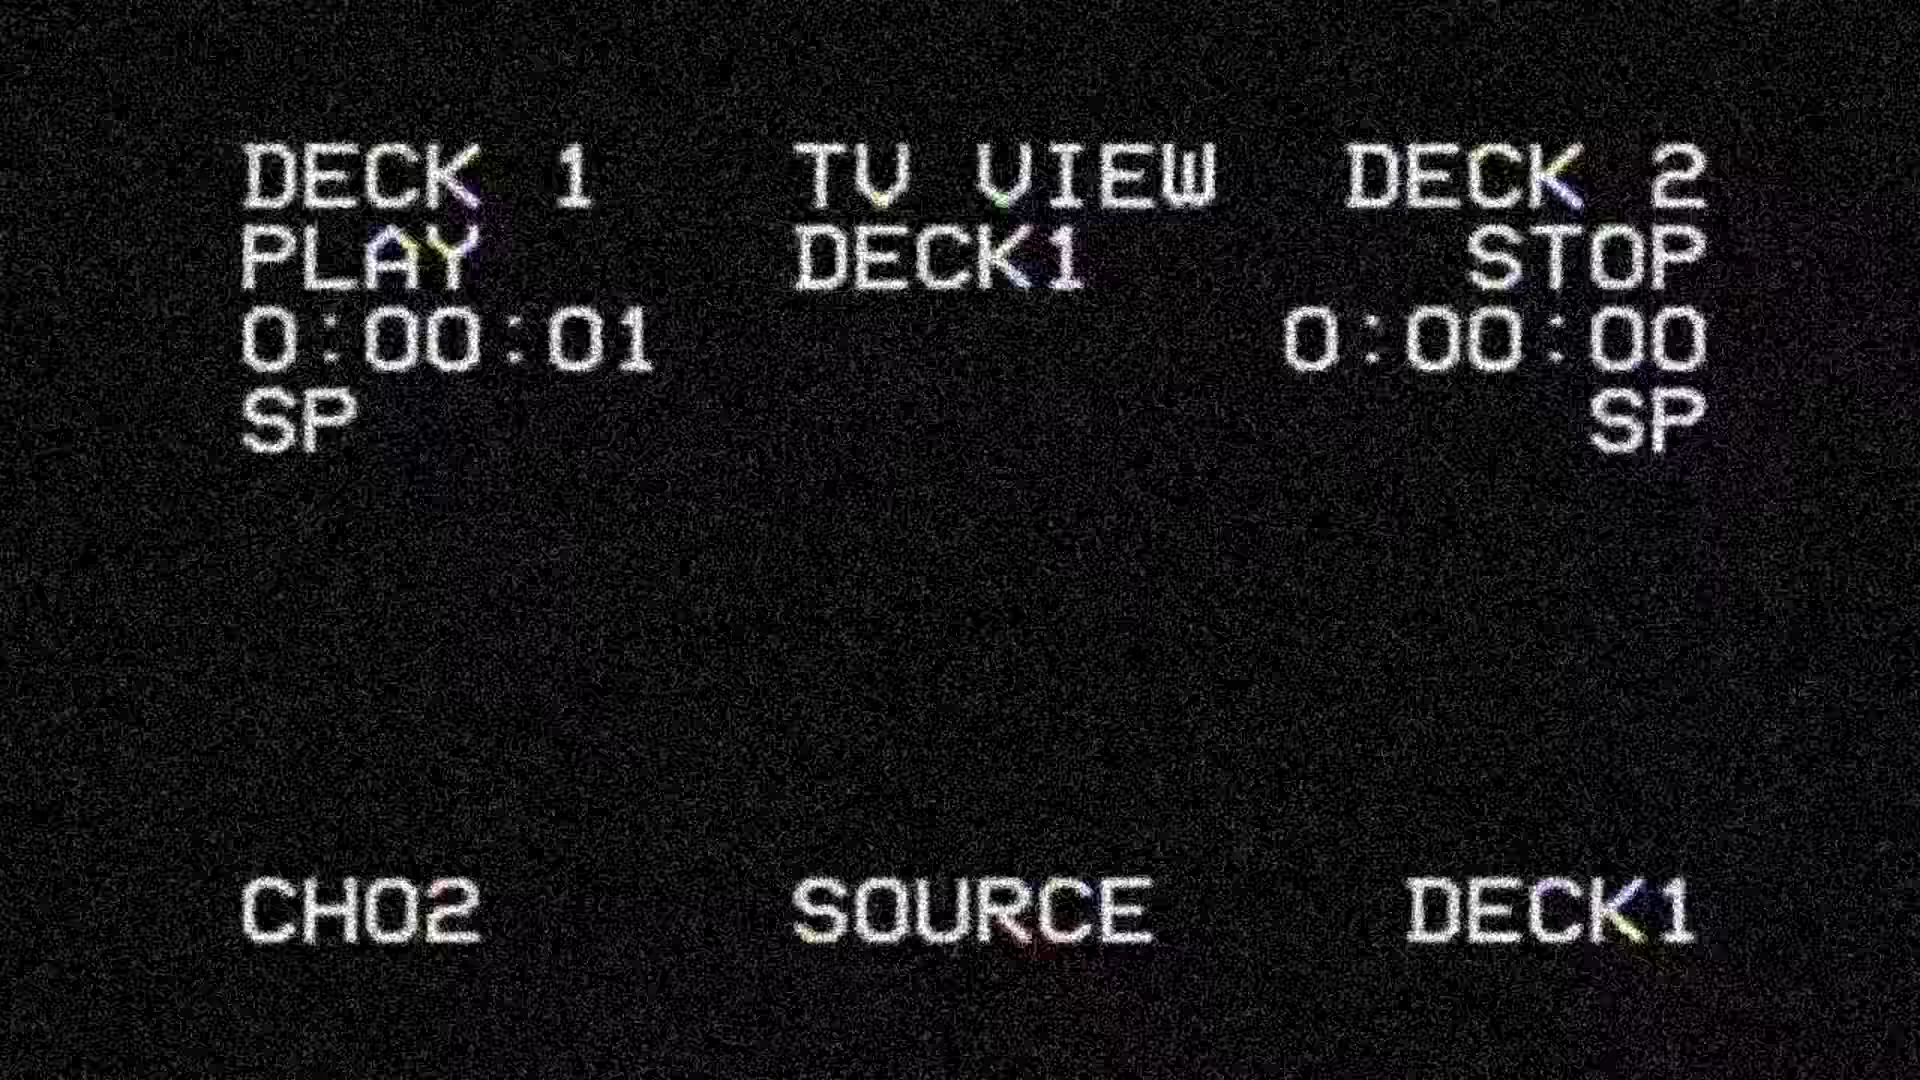 DECK 1 TV VIEW DECK 2
PLAY DECK1 STOP
0:00:01 0:00:00
SP SP
CH02 SOURCE DECK1